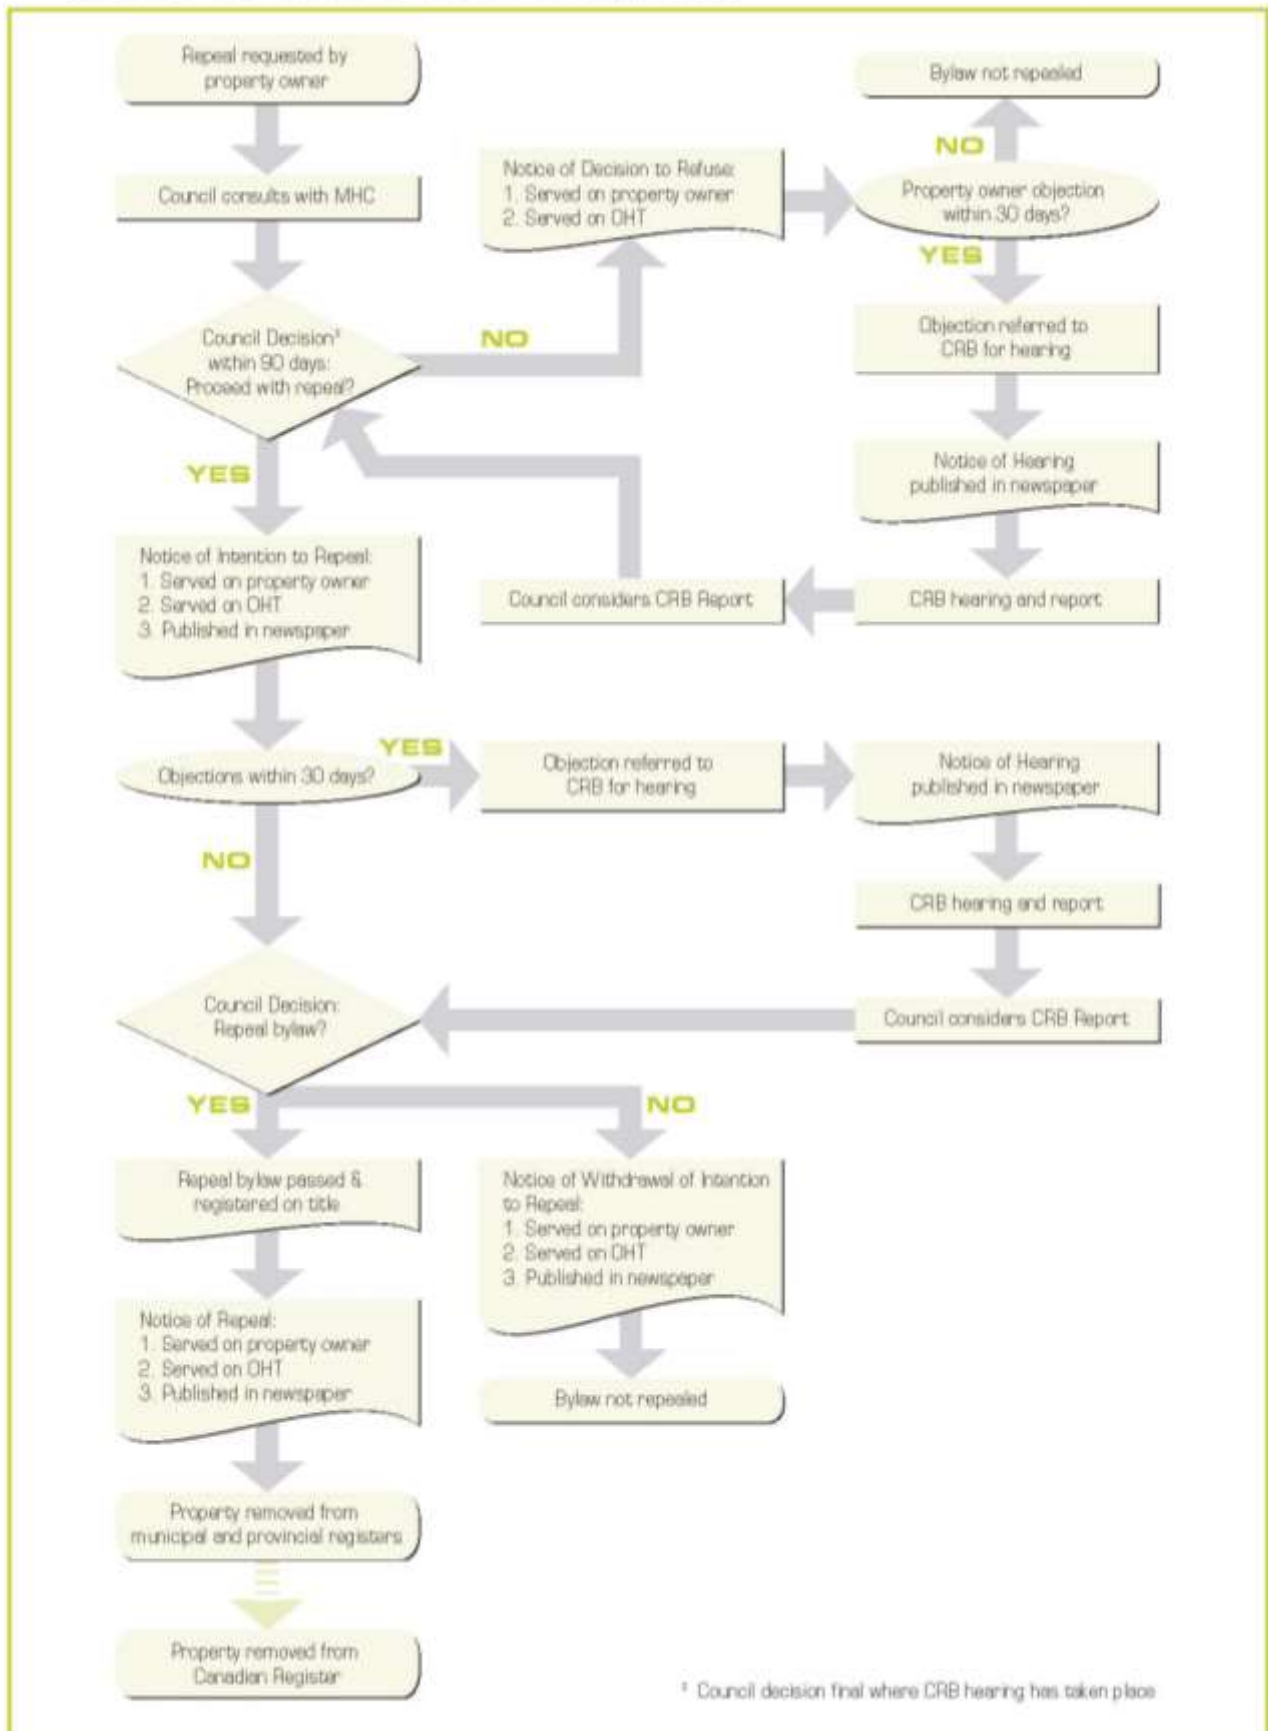 Repeal requested by
property owner
Council consults with MHC
Council Decision‡
within 90 days:
Proceed with repeal?
NO
Notice of Decision to Refuse:
1. Served on property owner
2. Served on OHT
Property owner objection
within 30 days?
NO
Bylaw not repealed
YES
Objection referred to
CRB for hearing
Notice of Hearing
published in newspaper
CRB hearing and report
Council considers CRB Report
YES
Notice of Intention to Repeal:
1. Served on property owner
2. Served on OHT
3. Published in newspaper
Objections within 30 days?
YES
Objection referred to
CRB for hearing
Notice of Hearing
published in newspaper
CRB hearing and report
Council considers CRB Report
NO
Council Decision:
Repeal bylaw?
YES
NO
Repeal bylaw passed &
registered on title
Notice of Repeal:
1. Served on property owner
2. Served on OHT
3. Published in newspaper
Property removed from
municipal and provincial registers
Property removed from
Canadian Register
Notice of Withdrawal of Intention
to Repeal:
1. Served on property owner
2. Served on OHT
3. Published in newspaper
Bylaw not repealed
‡ Council decision final where CRB hearing has taken place